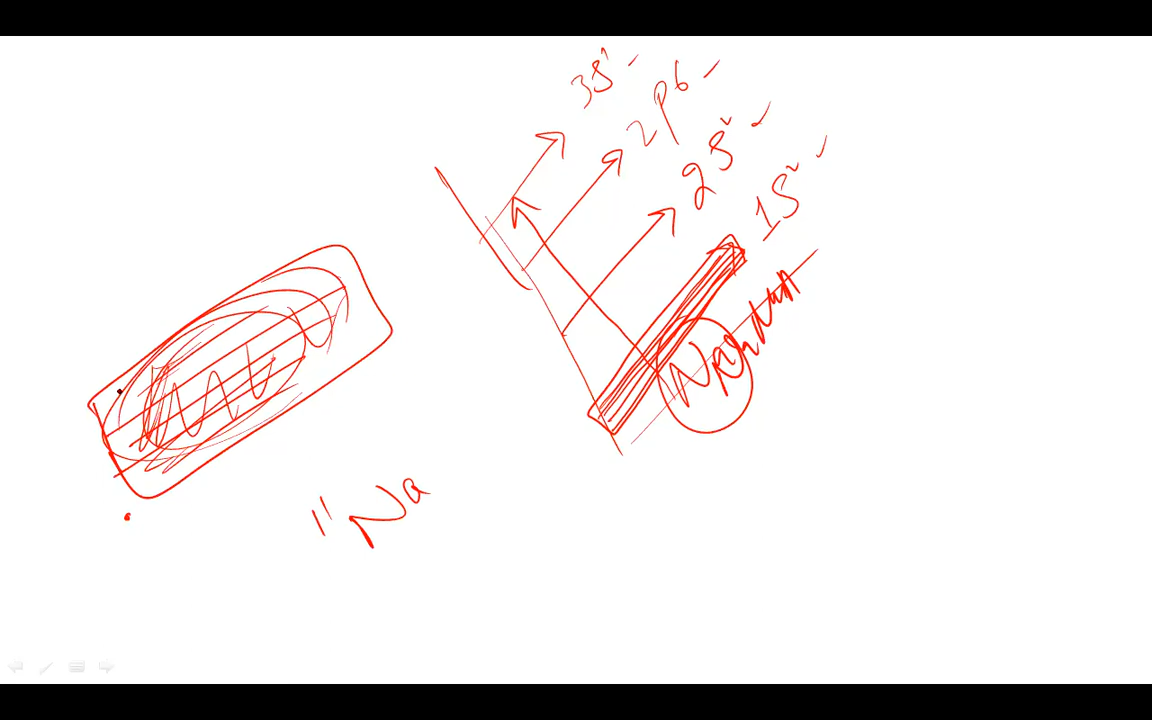 3s¹
2p⁶
2s²
1s²
¹¹Na